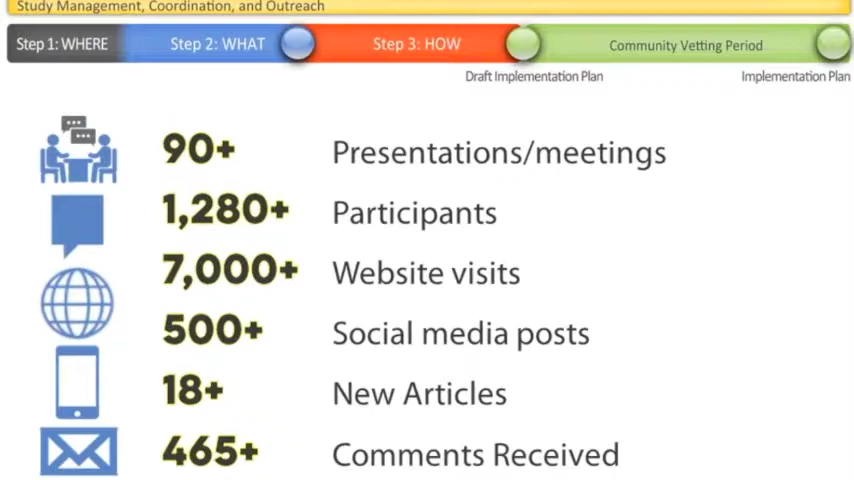 Study Management, Coordination, and Outreach
Step 1: WHERE Step 2: WHAT Step 3: HOW Community Vetting Period
Draft Implementation Plan Implementation Plan
90+ Presentations/meetings
1,280+ Participants
7,000+ Website visits
500+ Social media posts
18+ New Articles
465+ Comments Received